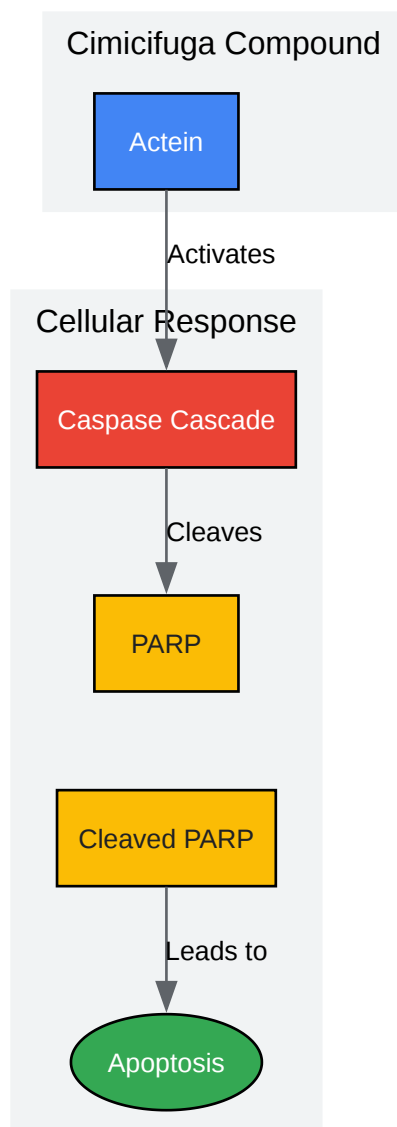 Cimicifuga Compound
Actein
Activates
Cellular Response
Caspase Cascade
Cleaves
PARP
Cleaved PARP
Leads to
Apoptosis